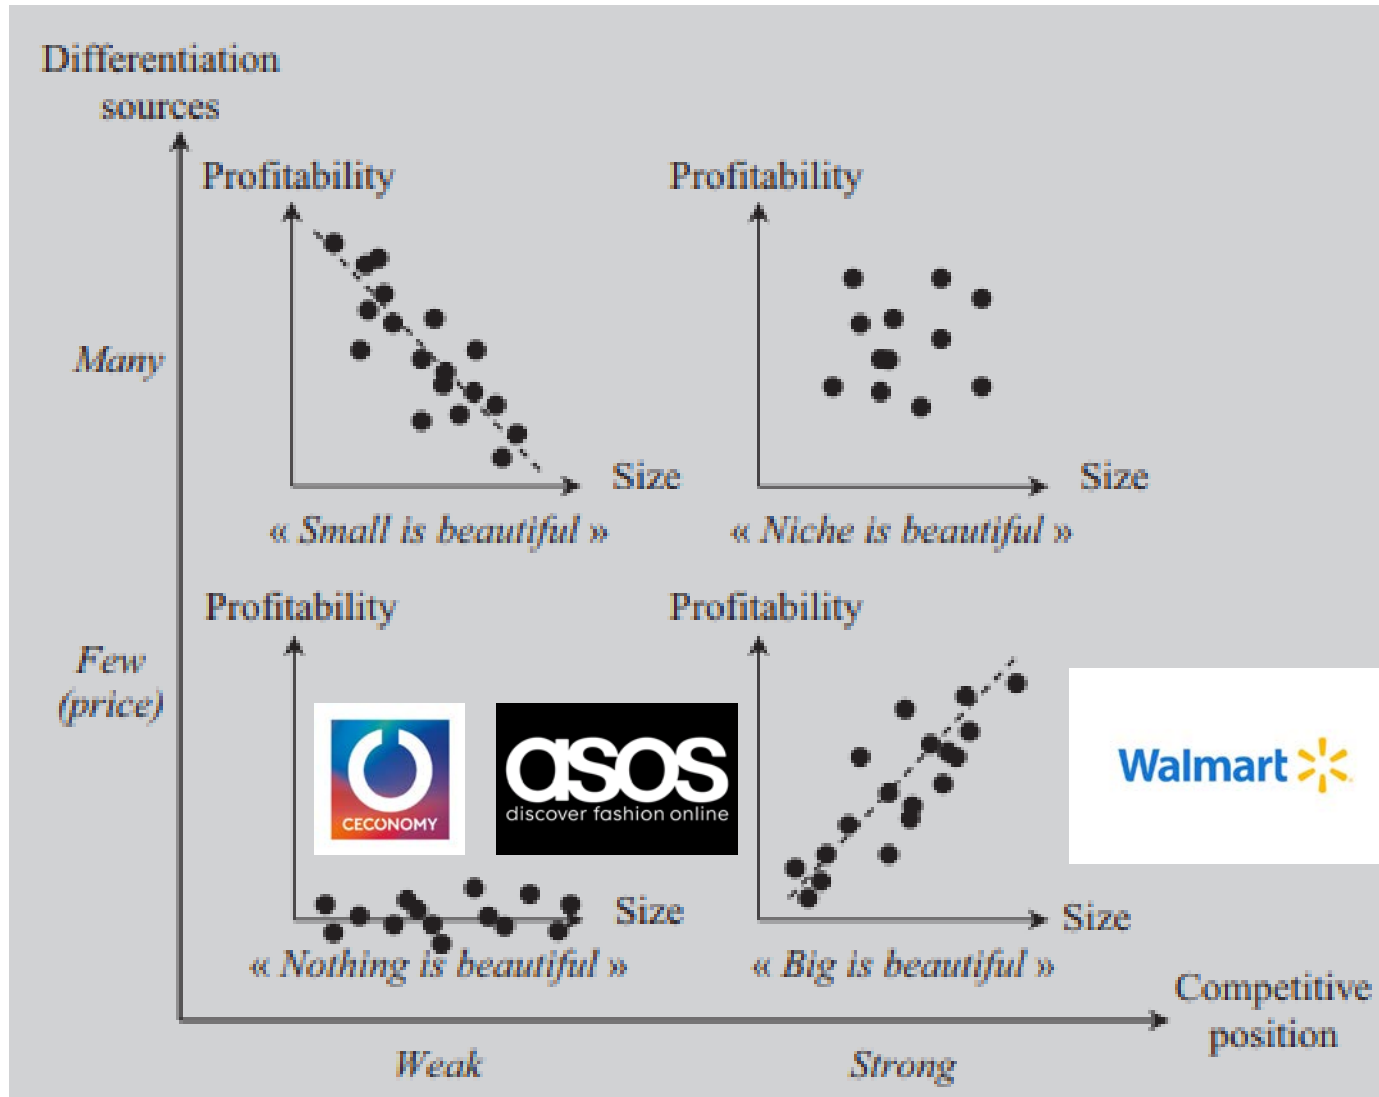 Differentiation
sources
Profitability
Profitability
Many
Size
Size
« Small is beautiful »
« Niche is beautiful »
Profitability
Profitability
Few
(price)
CECONOMY
asos
discover fashion online
Walmart
Size
Size
« Nothing is beautiful »
« Big is beautiful »
Competitive
position
Weak
Strong